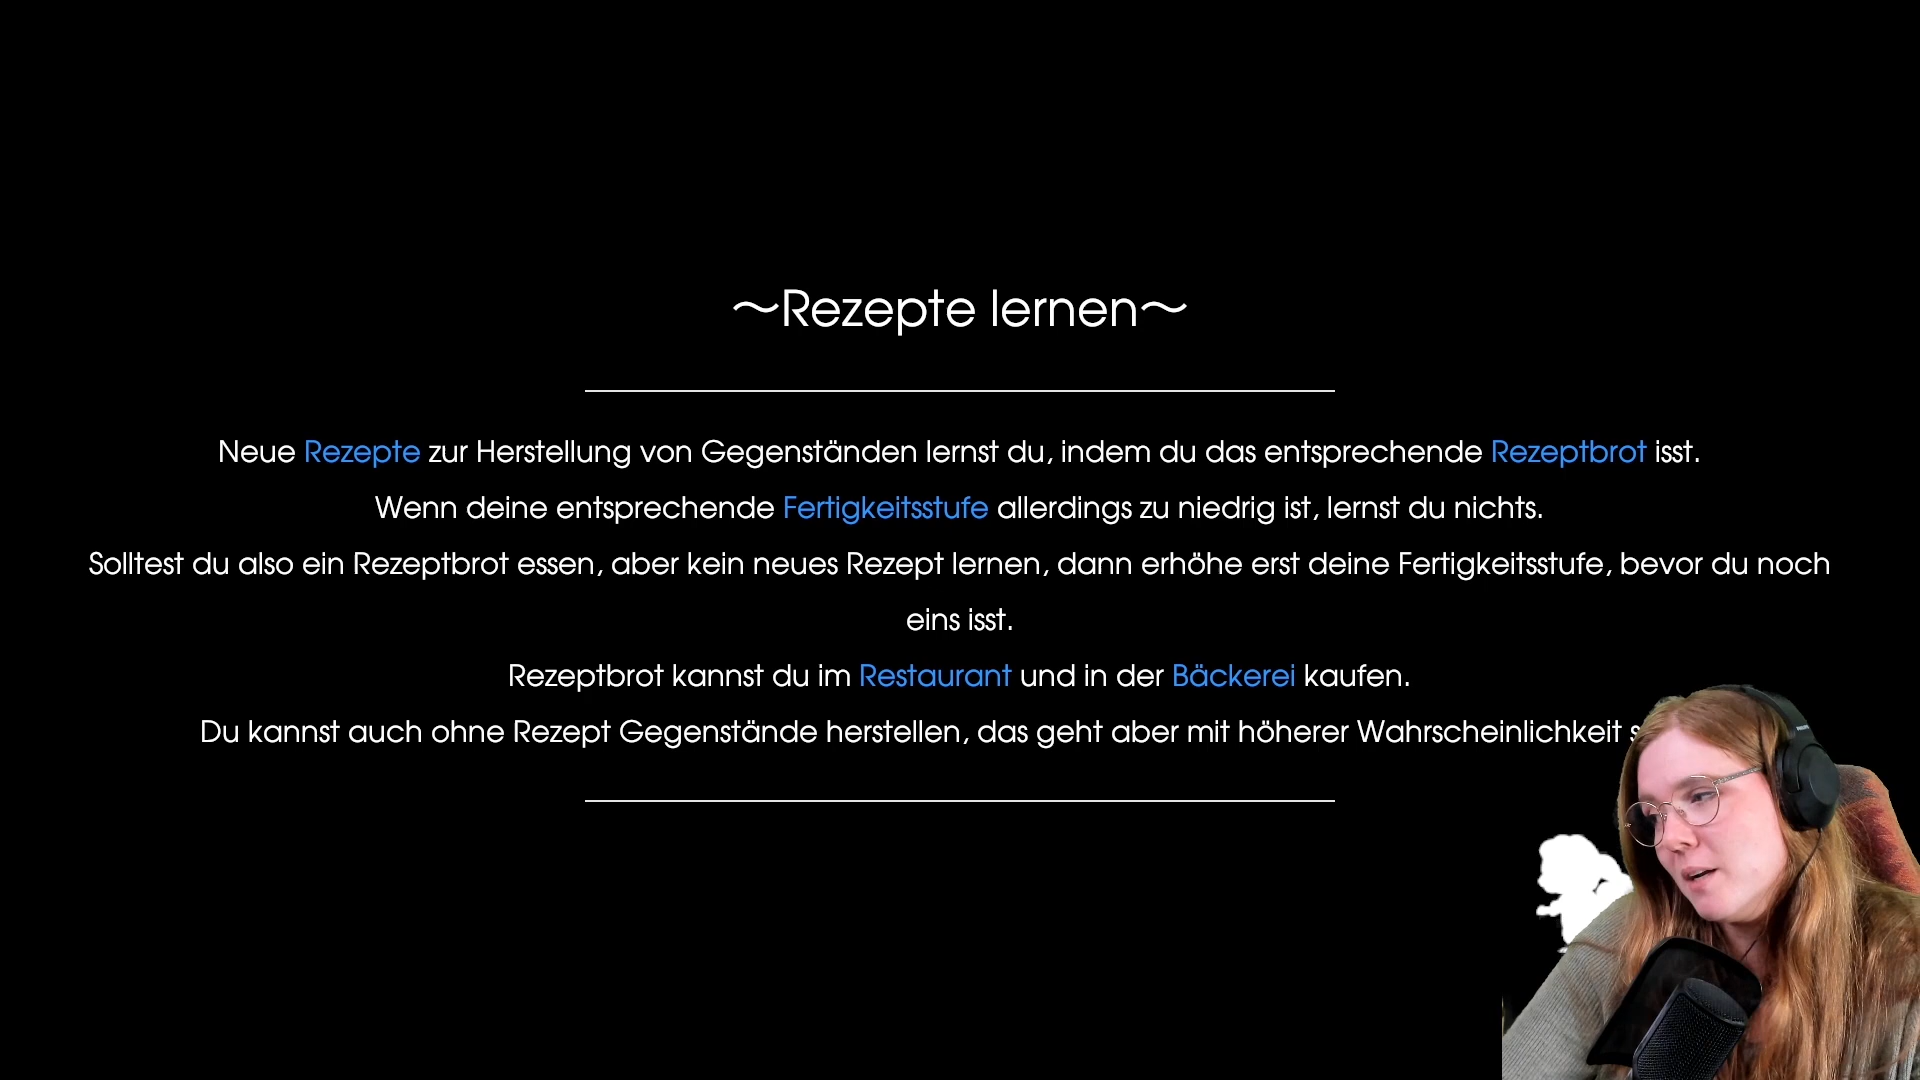 ～Rezepte lernen～
Neue Rezepte zur Herstellung von Gegenständen lernst du, indem du das entsprechende Rezeptbrot isst.
Wenn deine entsprechende Fertigkeitsstufe allerdings zu niedrig ist, lernst du nichts.
Solltest du also ein Rezeptbrot essen, aber kein neues Rezept lernen, dann erhöhe erst deine Fertigkeitsstufe, bevor du noch
eins isst.
Rezeptbrot kannst du im Restaurant und in der Bäckerei kaufen.
Du kannst auch ohne Rezept Gegenstände herstellen, das geht aber mit höherer Wahrscheinlichkeit